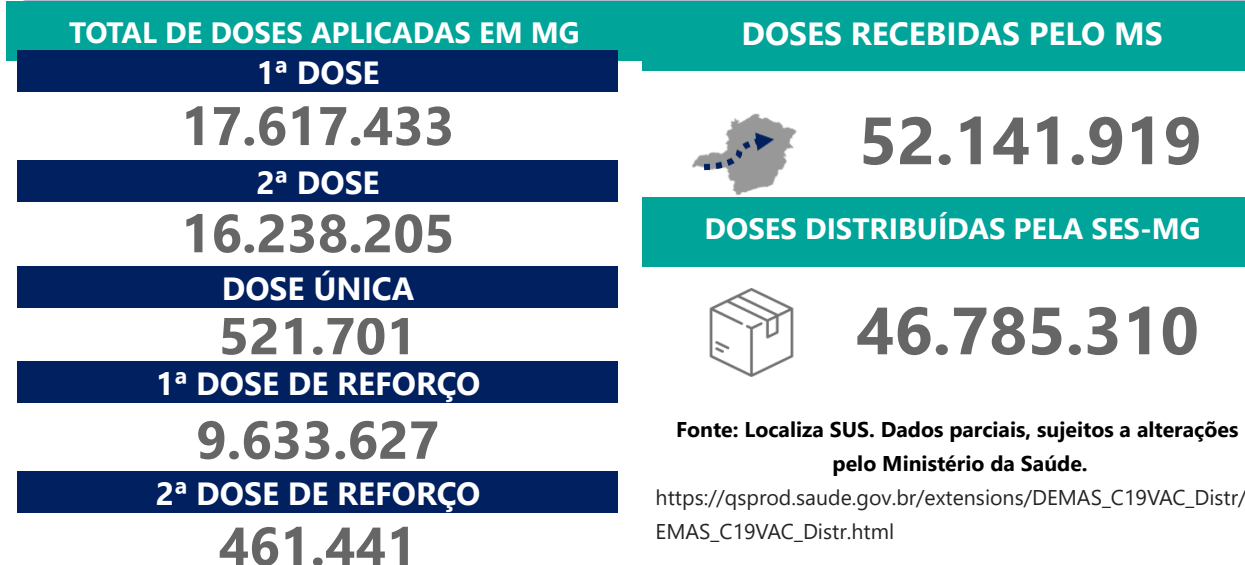 TOTAL DE DOSES APLICADAS EM MG
1ª DOSE
17.617.433
2ª DOSE
16.238.205
DOSE ÚNICA
521.701
1ª DOSE DE REFORÇO
9.633.627
2ª DOSE DE REFORÇO
461.441
DOSES RECEBIDAS PELO MS
52.141.919
DOSES DISTRIBUÍDAS PELA SES-MG
46.785.310
Fonte: Localiza SUS. Dados parciais, sujeitos a alterações
pelo Ministério da Saúde.
https://qsprod.saude.gov.br/extensions/DEMAS_C19VAC_Distr/
EMAS_C19VAC_Distr.html